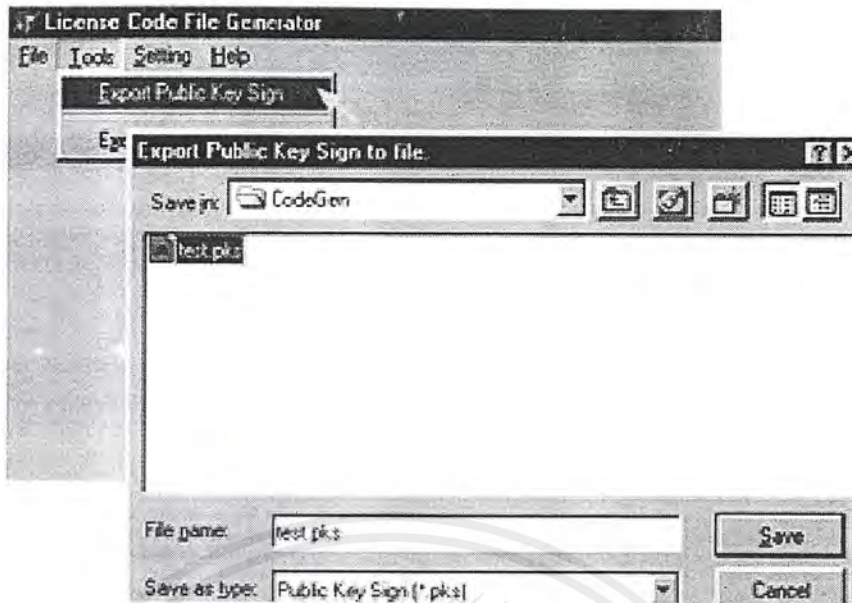 License Code File Generator
File Tools Setting Help
Export Public Key Sign
Exp
Export Public Key Sign to file.
Save in: CodeGen
test.pks
File name: test.pks
Save
Save as type: Public Key Sign (*.pks)
Cancel